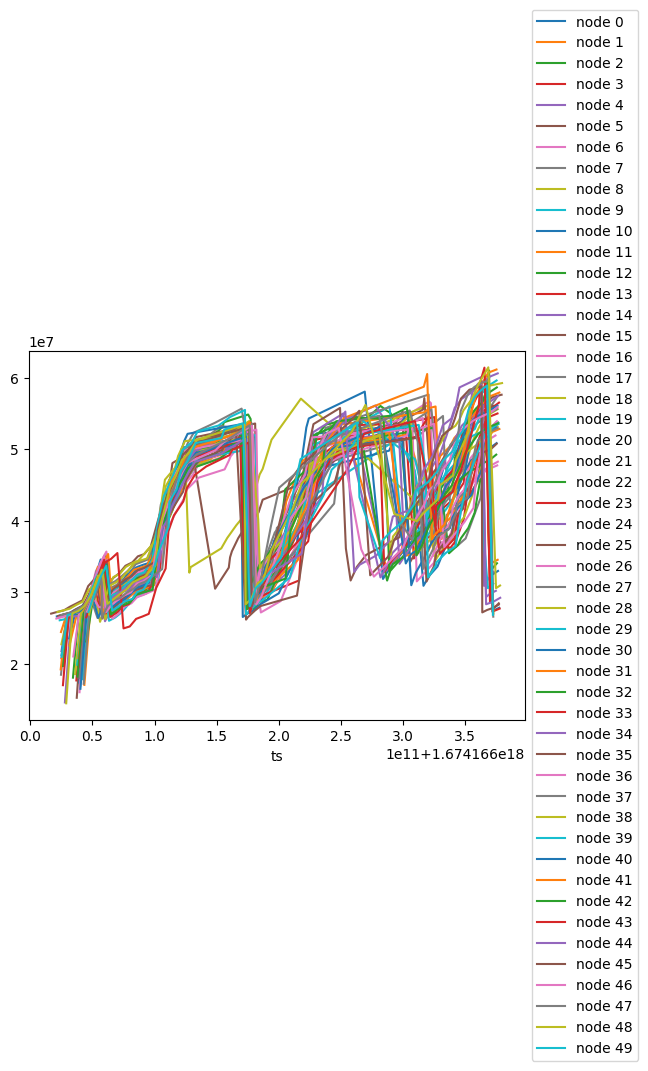 1e7
6
5
4
3
2
0.0 0.5 1.0 1.5 2.0 2.5 3.0 3.5
ts
1e11+1.674166e18
node 0
node 1
node 2
node 3
node 4
node 5
node 6
node 7
node 8
node 9
node 10
node 11
node 12
node 13
node 14
node 15
node 16
node 17
node 18
node 19
node 20
node 21
node 22
node 23
node 24
node 25
node 26
node 27
node 28
node 29
node 30
node 31
node 32
node 33
node 34
node 35
node 36
node 37
node 38
node 39
node 40
node 41
node 42
node 43
node 44
node 45
node 46
node 47
node 48
node 49